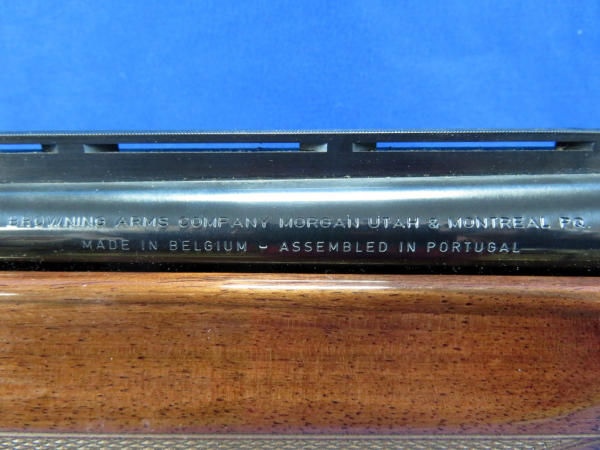 BROWNING ARMS COMPANY MORGAN UTAH & MONTREAL P.Q.
MADE IN BELGIUM - ASSEMBLED IN PORTUGAL